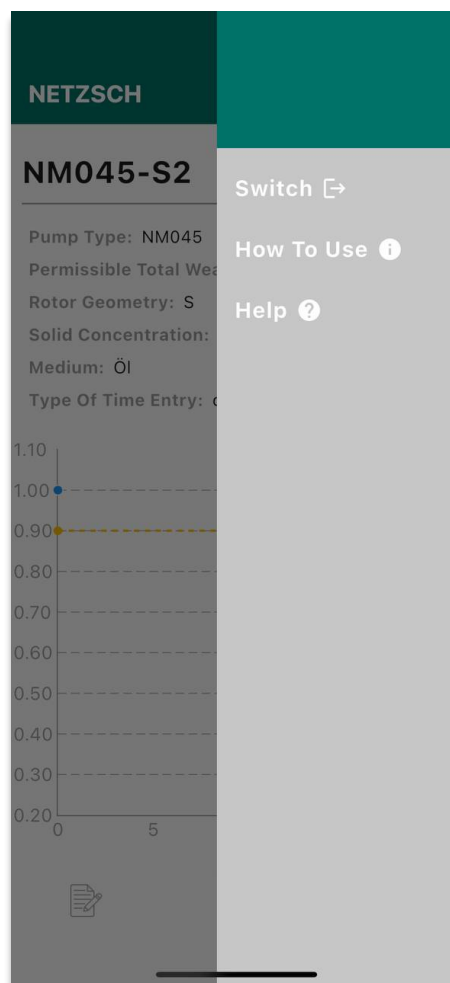 NETZSCH
NM045-S2
Pump Type: NM045
Permissible Total
Rotor Geometry: S
Solid Concentration:
Medium: Öl
Type Of Time Entry:
1.10
1.00
0.90
0.80
0.70
0.60
0.50
0.40
0.30
0.20
0 5
Switch
How To Use
Help